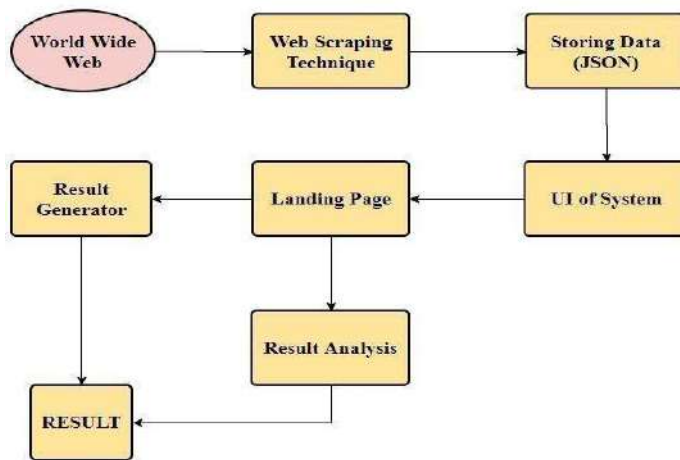 World Wide
Web
Web Scraping
Technique
Storing Data
(JSON)
Result
Generator
Landing Page
UI of System
Result Analysis
RESULT